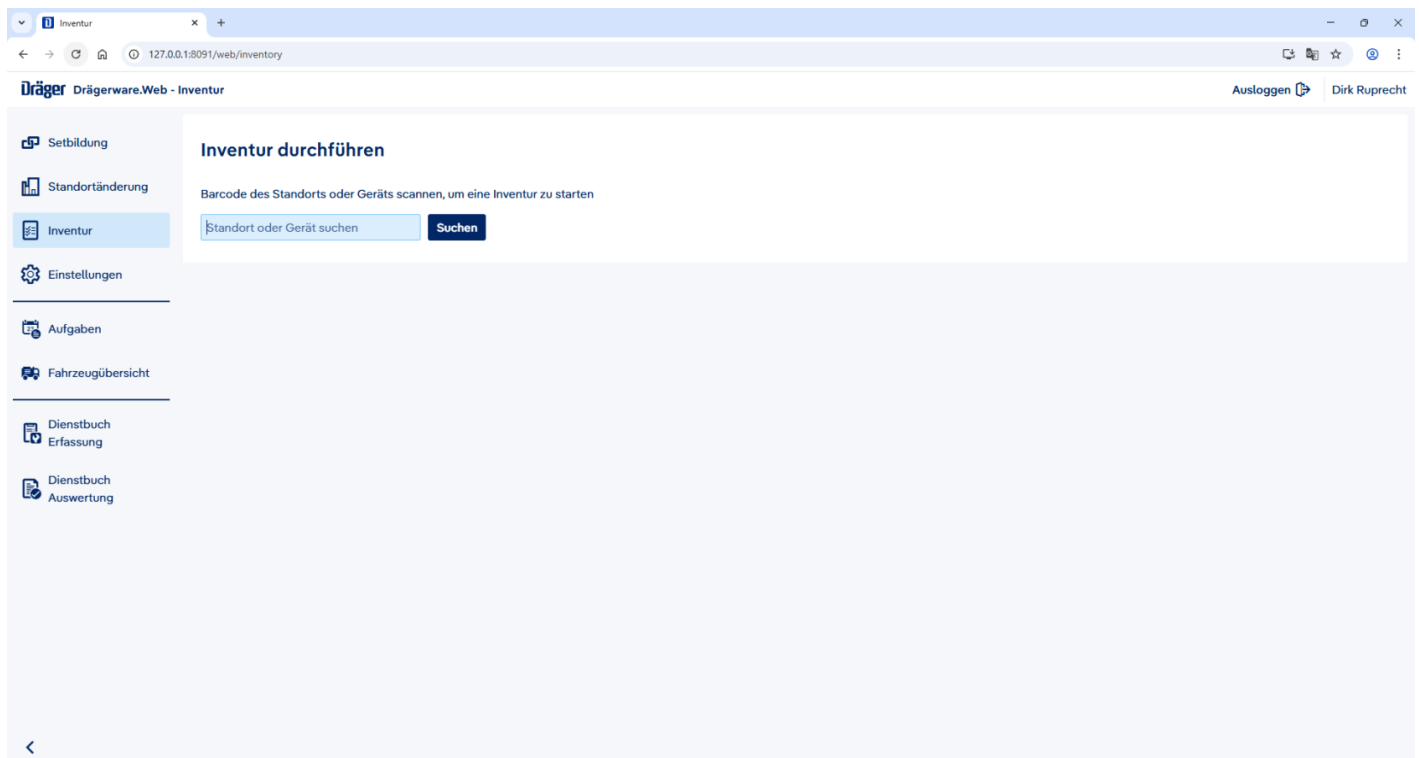 Inventur
127.0.0.1:8091/web/inventory
Dräger Drägerware.Web - Inventur
Ausloggen Dirk Ruprecht
Setbildung
Standortänderung
Inventur
Einstellungen
Aufgaben
Fahrzeugübersicht
Dienstbuch
Erfassung
Dienstbuch
Auswertung
Inventur durchführen
Barcode des Standorts oder Geräts scannen, um eine Inventur zu starten
Standort oder Gerät suchen Suchen